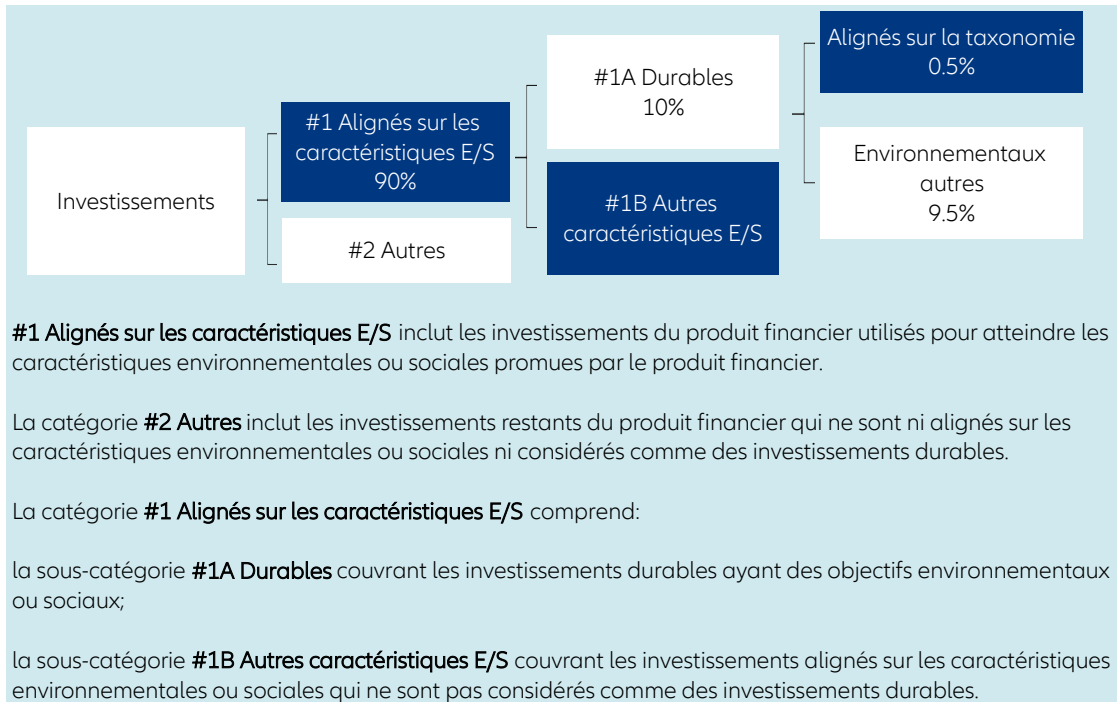 Investissements
#1 Alignés sur les
caractéristiques E/S
90%
#2 Autres
#1A Durables
10%
#1B Autres
caractéristiques E/S
Alignés sur la taxonomie
0.5%
Environnementaux
autres
9.5%
#1 Alignés sur les caractéristiques E/S inclut les investissements du produit financier utilisés pour atteindre les
caractéristiques environnementales ou sociales promues par le produit financier.
La catégorie #2 Autres inclut les investissements restants du produit financier qui ne sont ni alignés sur les
caractéristiques environnementales ou sociales ni considérés comme des investissements durables.
La catégorie #1 Alignés sur les caractéristiques E/S comprend:
la sous-catégorie #1A Durables couvrant les investissements durables ayant des objectifs environnementaux
ou sociaux;
la sous-catégorie #1B Autres caractéristiques E/S couvrant les investissements alignés sur les caractéristiques
environnementales ou sociales qui ne sont pas considérés comme des investissements durables.